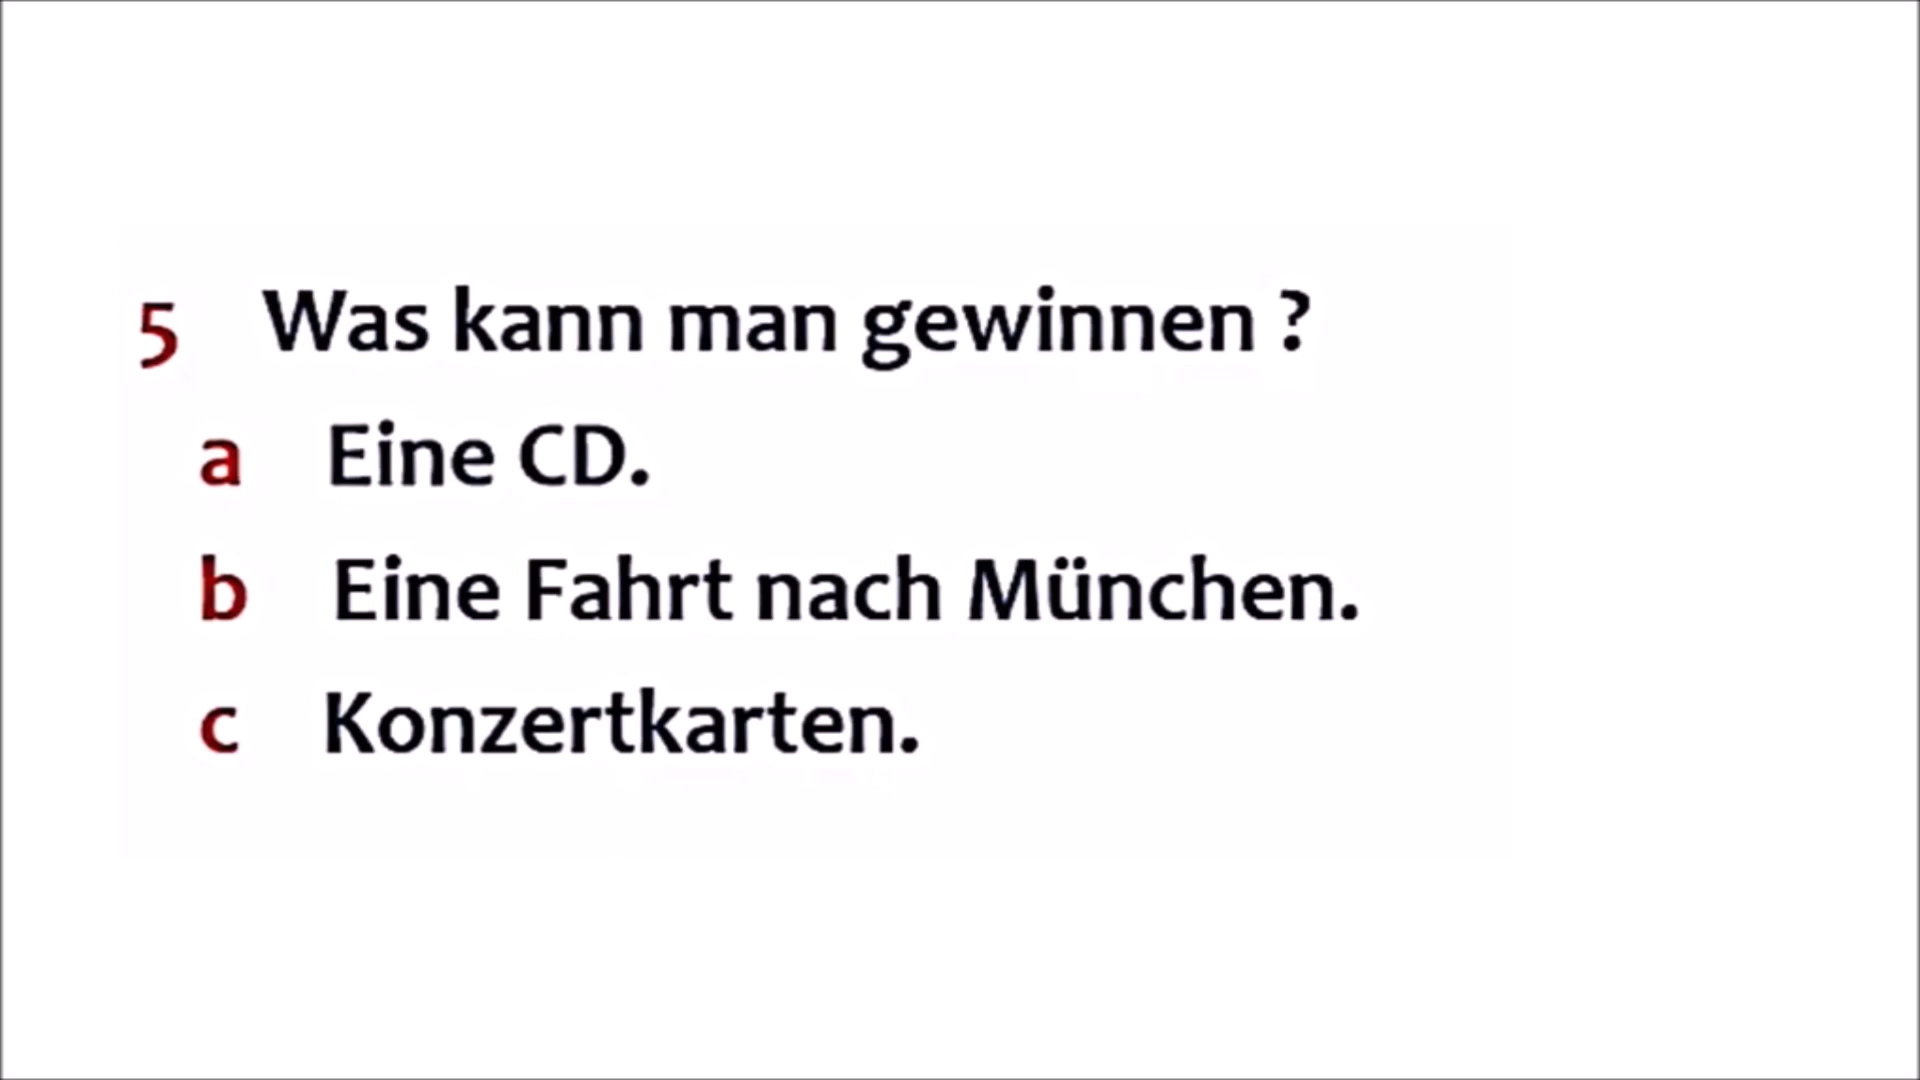 5 Was kann man gewinnen ?
a Eine CD.
b Eine Fahrt nach München.
c Konzertkarten.